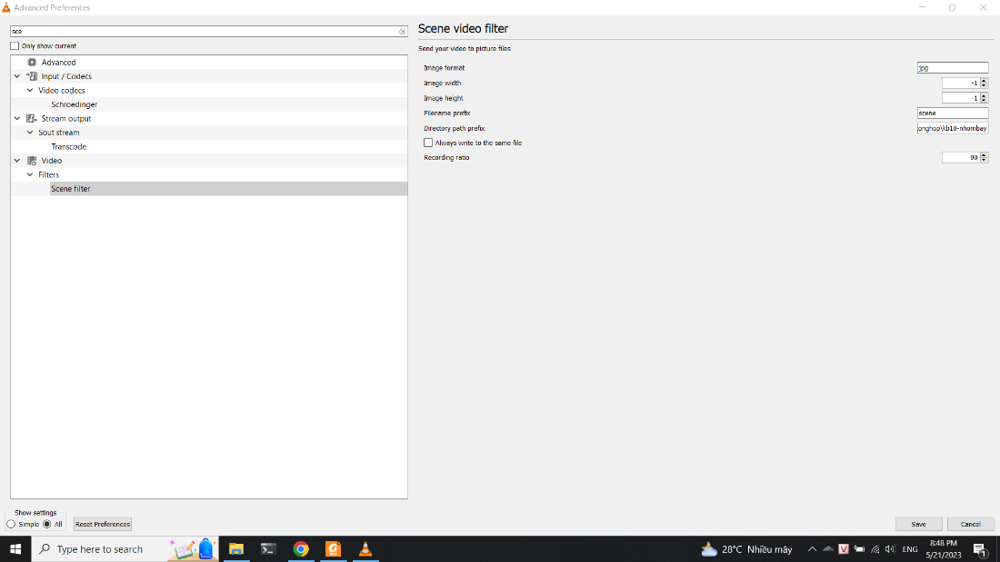 Advanced Preferences
sce
Only show current
Advanced
Input / Codecs
Video codecs
Schroedinger
Stream output
Sout stream
Transcode
Video
Filters
Scene filter
Scene video filter
Send your video to picture files
Image format jpg
Image width -1
Image height -1
Filename prefix scene
Directory path prefix onghop\kb10-nhombay
Always write to the same file
Recording ratio 90
Show settings
Simple All Reset Preferences
Save Cancel
Type here to search
28°C Nhiều mây
ENG
8:48 PM
5/21/2023
1